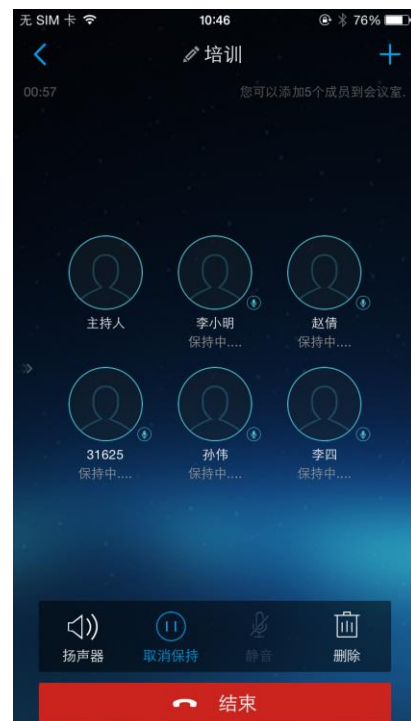 无 SIM 卡 10:46 76%
培训
00:57 您可以添加5个成员到会议室.
主持人 李小明 赵倩
保持中.... 保持中....
31625 孙伟 李四
保持中.... 保持中.... 保持中....
扬声器 取消保持 静音 删除
结束